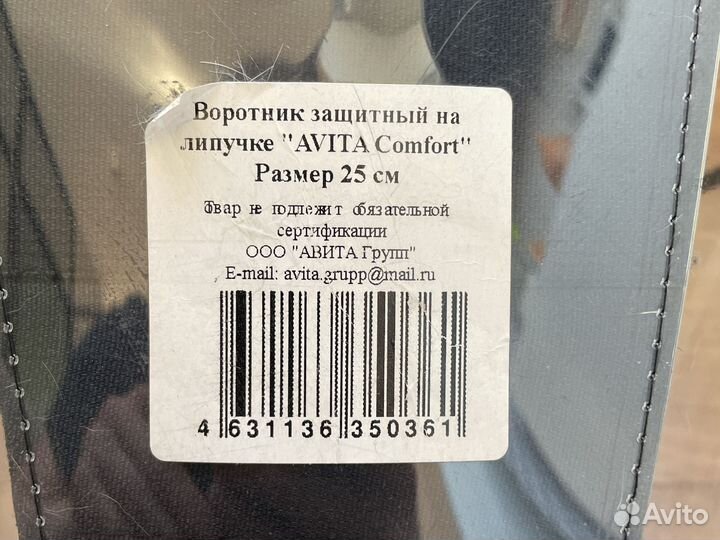 Воротник защитный на
липучке "AVITA Comfort"
Размер 25 см
Товар не подлежит обязательной
сертификации
ООО "АВИТА Групп"
E-mail: avita.grupp@mail.ru
4 631136 350361
Avito